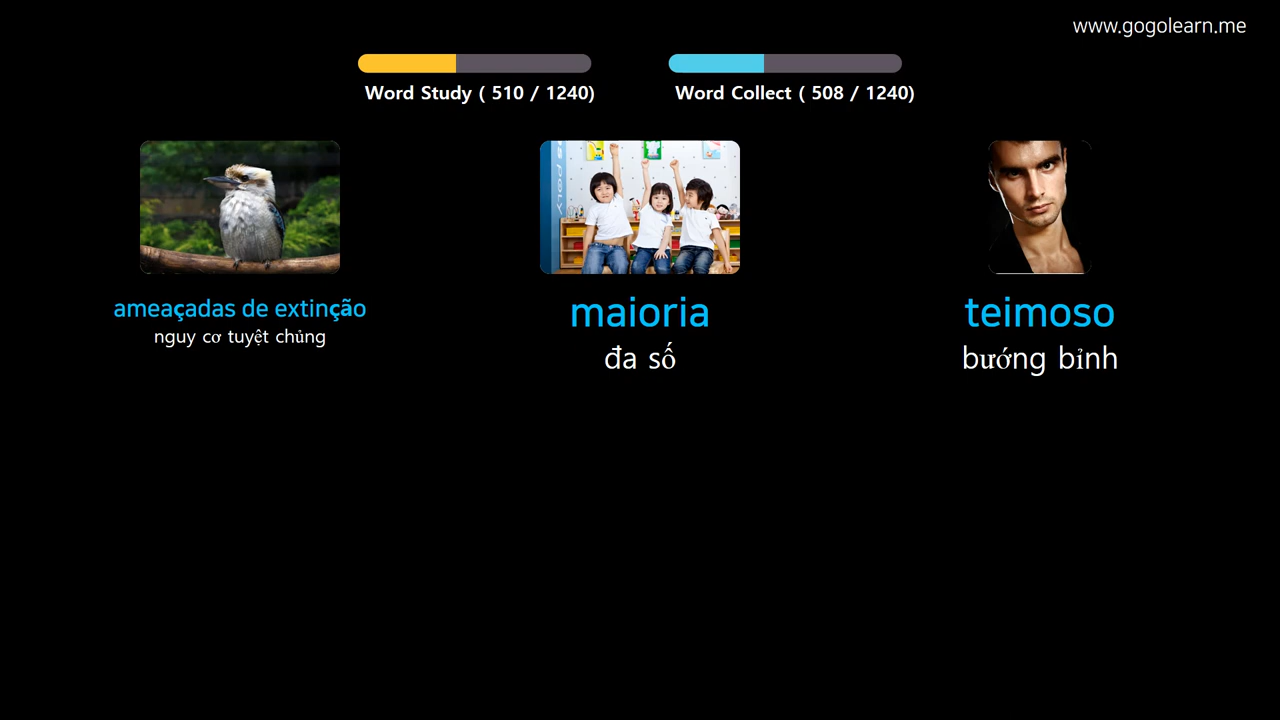 www.gogolearn.me
Word Study ( 510 / 1240)
Word Collect ( 508 / 1240)
ameaçadas de extinção
nguy cơ tuyệt chủng
maioria
đa số
teimoso
bướng bỉnh